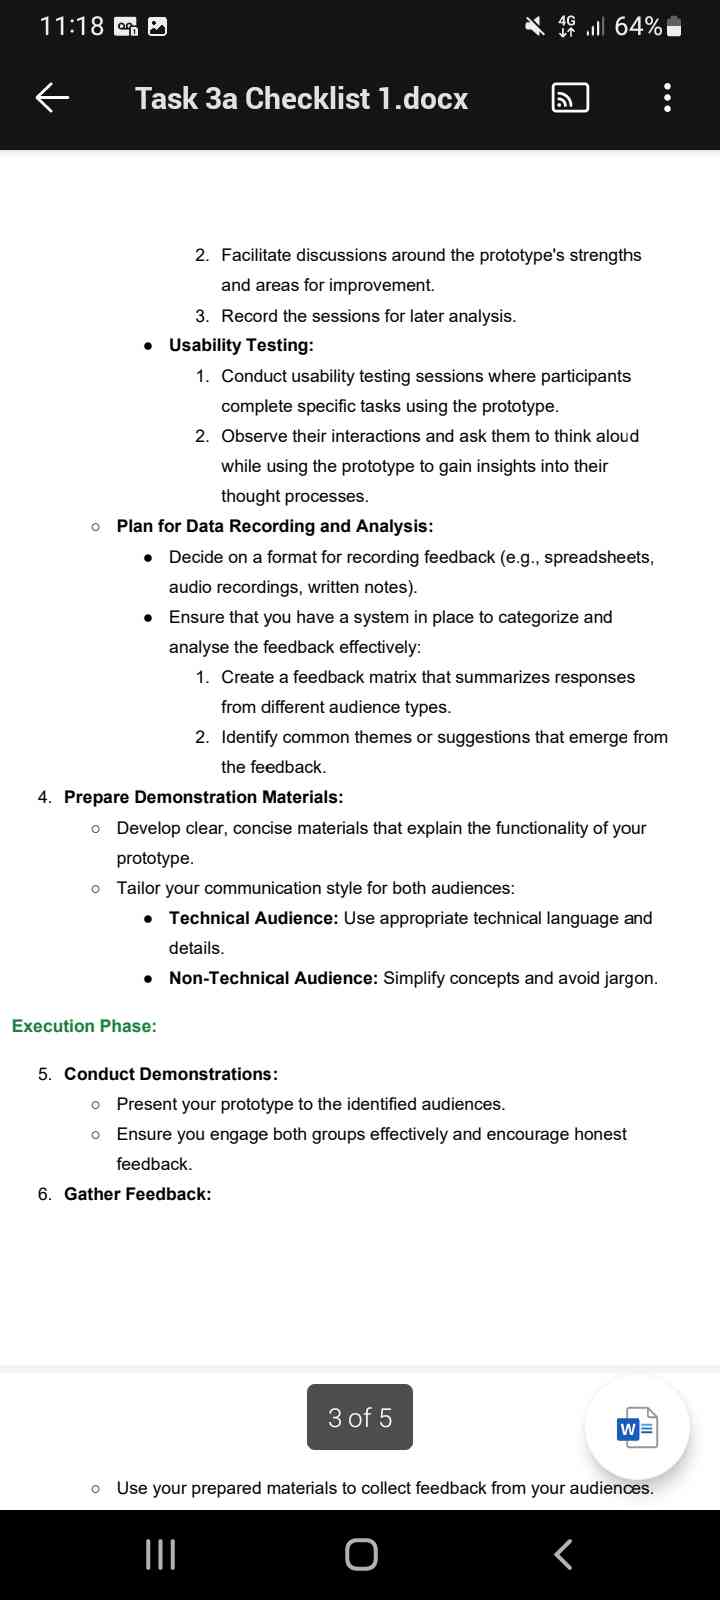 11:18
4G 64%
Task 3a Checklist 1.docx
2. Facilitate discussions around the prototype's strengths
and areas for improvement.
3. Record the sessions for later analysis.
• Usability Testing:
1. Conduct usability testing sessions where participants
complete specific tasks using the prototype.
2. Observe their interactions and ask them to think aloud
while using the prototype to gain insights into their
thought processes.
○ Plan for Data Recording and Analysis:
• Decide on a format for recording feedback (e.g., spreadsheets,
audio recordings, written notes).
• Ensure that you have a system in place to categorize and
analyse the feedback effectively:
1. Create a feedback matrix that summarizes responses
from different audience types.
2. Identify common themes or suggestions that emerge from
the feedback.
4. Prepare Demonstration Materials:
○ Develop clear, concise materials that explain the functionality of your
prototype.
○ Tailor your communication style for both audiences:
• Technical Audience: Use appropriate technical language and
details.
• Non-Technical Audience: Simplify concepts and avoid jargon.
Execution Phase:
5. Conduct Demonstrations:
○ Present your prototype to the identified audiences.
○ Ensure you engage both groups effectively and encourage honest
feedback.
6. Gather Feedback:
3 of 5
W
○ Use your prepared materials to collect feedback from your audiences.